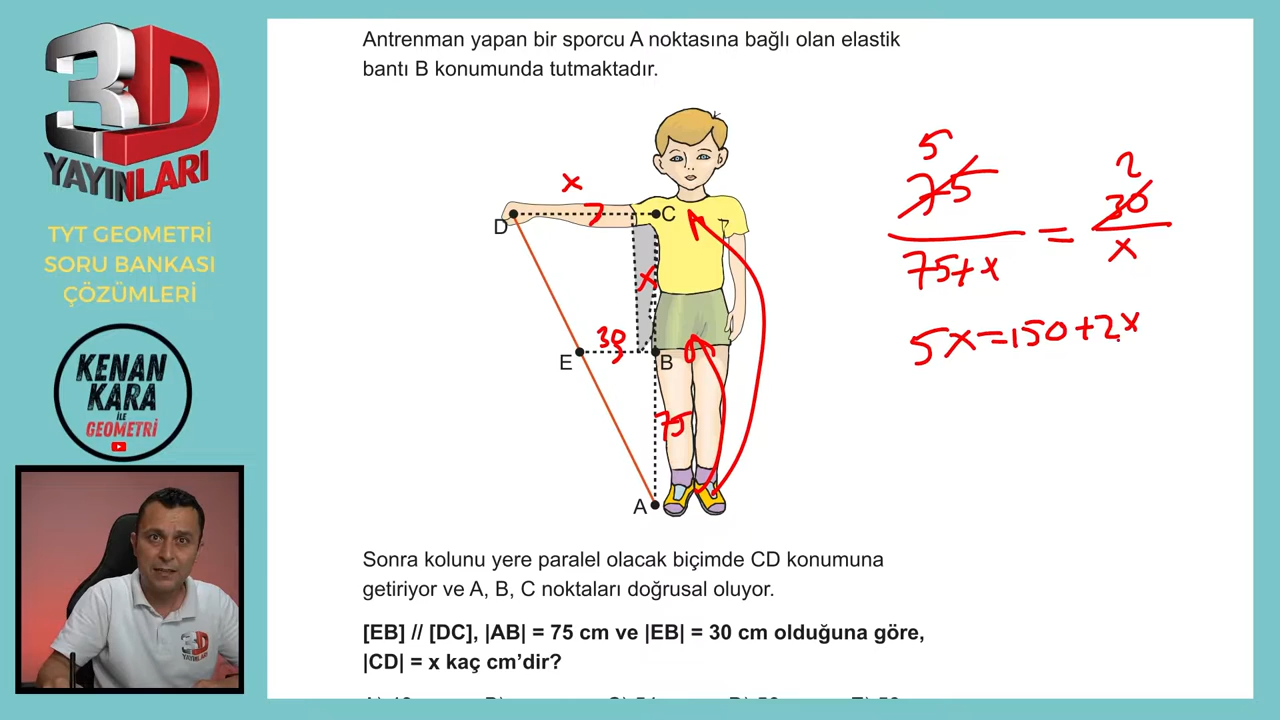 3D
YAYINLARI
TYT GEOMETRİ
SORU BANKASI
ÇÖZÜMLERİ
KENAN
KARA
İLE
GEOMETRİ
3D
YAYINLARI
Antrenman yapan bir sporcu A noktasına bağlı olan elastik
bantı B konumunda tutmaktadır.
x
D
C
x
30
E
B
75
A
5
75
75+x
=
2
30
x
5x=150+2x
Sonra kolunu yere paralel olacak biçimde CD konumuna
getiriyor ve A, B, C noktaları doğrusal oluyor.
[EB] // [DC], |AB| = 75 cm ve |EB| = 30 cm olduğuna göre,
|CD| = x kaç cm'dir?